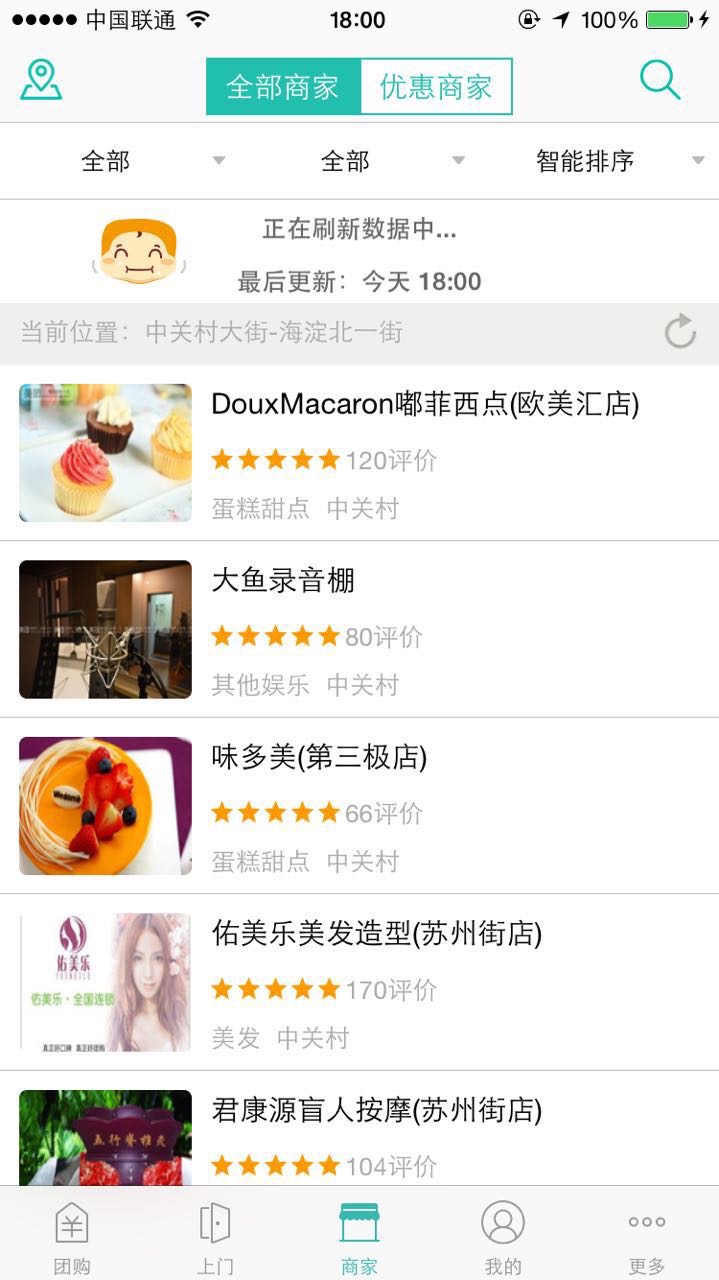 中国联通 18:00 100%
全部商家 优惠商家
全部 全部 智能排序
正在刷新数据中...
最后更新：今天 18:00
当前位置：中关村大街-海淀北一街
DouxMacaron嘟菲西点(欧美汇店)
120评价
蛋糕甜点 中关村
大鱼录音棚
80评价
其他娱乐 中关村
味多美(第三极店)
66评价
蛋糕甜点 中关村
佑美乐
佑美乐·全国连锁
佑美乐美发造型(苏州街店)
170评价
美发 中关村
君康源盲人按摩(苏州街店)
104评价
团购 上门 商家 我的 更多